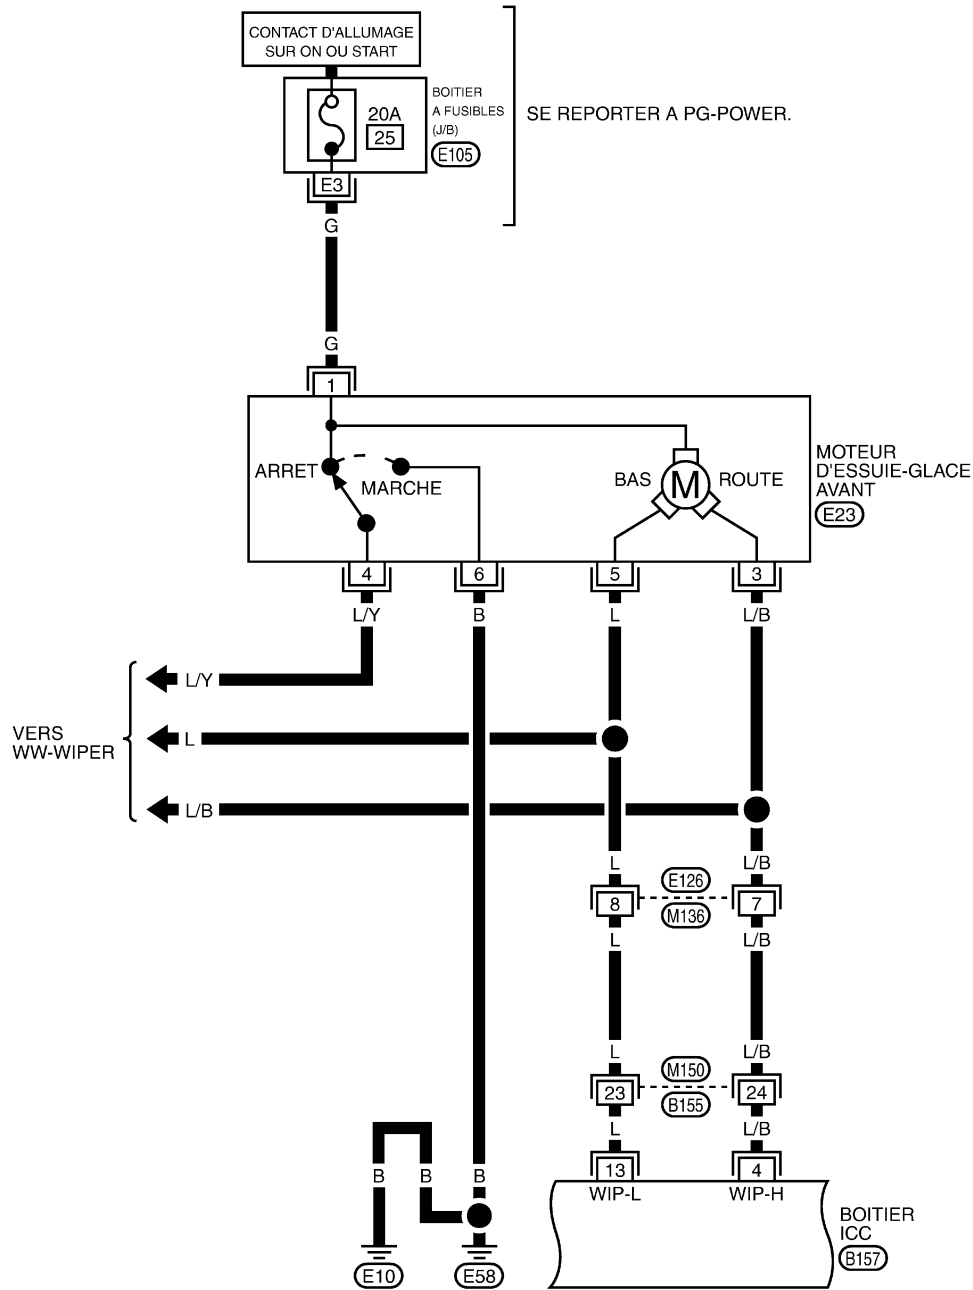 CONTACT D'ALLUMAGE
SUR ON OU START
BOITIER
A FUSIBLES
(J/B)
E105
20A
25
SE REPORTER A PG-POWER.
E3
G
G
1
ARRET
MARCHE
BAS
M
ROUTE
MOTEUR
D'ESSUIE-GLACE
AVANT
E23
4
6
5
3
L/Y
B
L
L/B
VERS
WW-WIPER
L/Y
L
L/B
L
L/B
E126
8
7
M136
L
L/B
L
L/B
M150
23
24
B155
L
L/B
B
B
B
13
4
WIP-L
WIP-H
BOITIER
ICC
B157
E10
E58